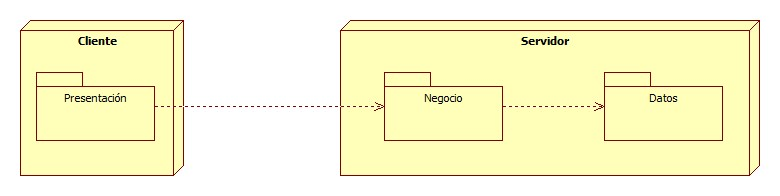 Cliente
Servidor
Presentación
Negocio
Datos